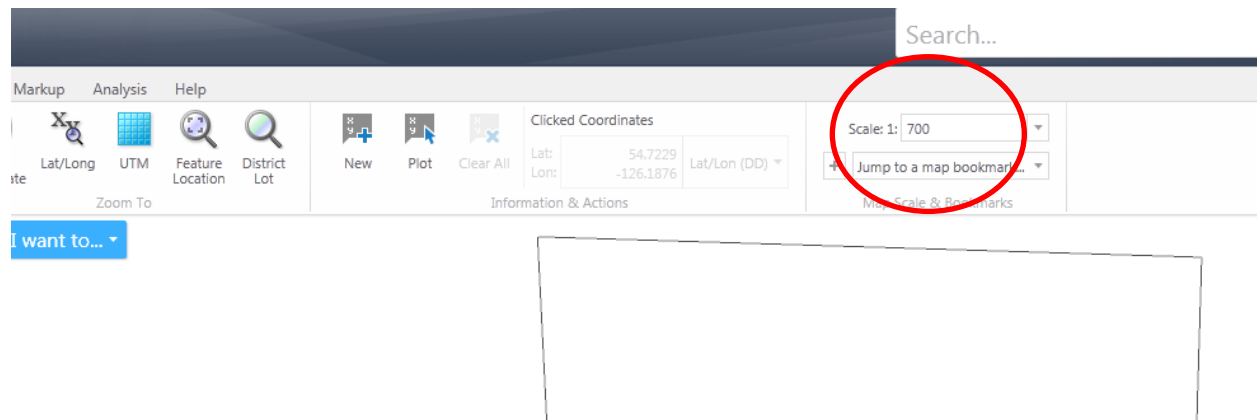 Search...
Markup Analysis Help
Clicked Coordinates
Scale: 1: 700
Lat: 54.7229
Lon: -126.1876
Lat/Lon (DD)
ate
Lat/Long
UTM
Feature Location
District Lot
New
Plot
Clear All
+ Jump to a map bookmark...
Zoom To
Information & Actions
Map Scale & Bookmarks
I want to...